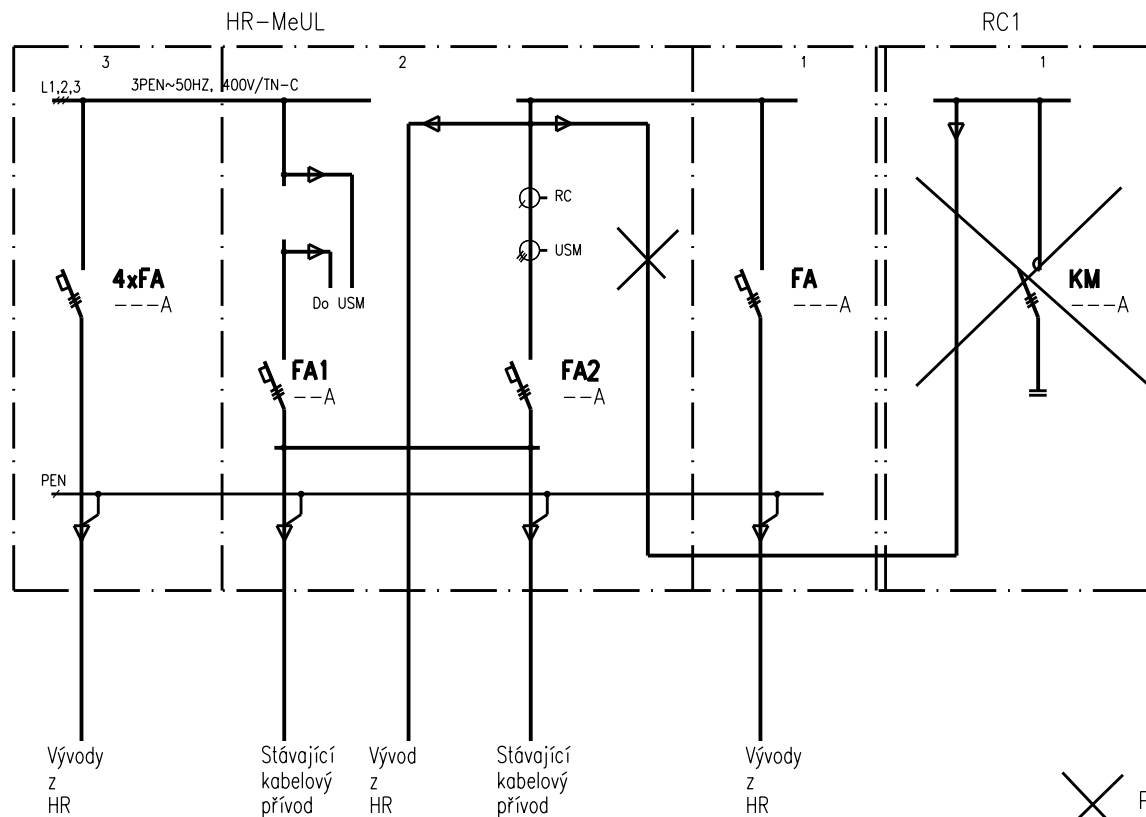 HR-MeUL
RC1
3
2
1
1
L1,2,3
3PEN~50HZ, 400V/TN-C
RC
USM
4xFA
---A
Do USM
FA
---A
KM
---A
FA1
--A
FA2
--A
PEN
Vývody
z
HR
Stávající
kabelový
přívod
Vývod
z
HR
Stávající
kabelový
přívod
Vývody
z
HR